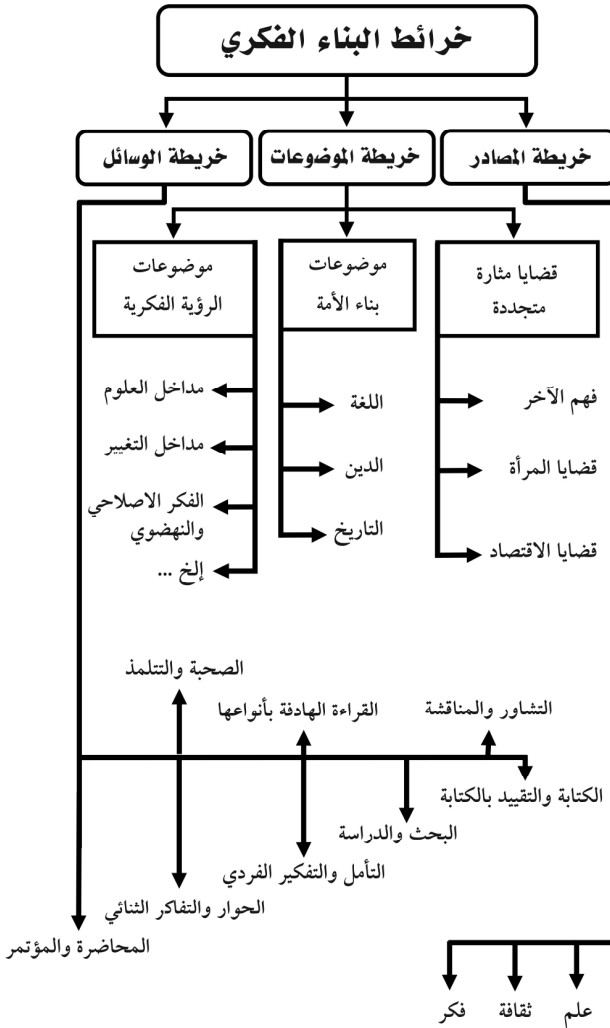 خرائط البناء الفكري
خريطة المصادر
خريطة الموضوعات
خريطة الوسائل
قضايا مثارة
متجددة
موضوعات
بناء الأمة
موضوعات
الرؤية الفكرية
فهم الآخر
قضايا المرأة
قضايا الاقتصاد
اللغة
الدين
التاريخ
مداخل العلوم
مداخل التغيير
الفكر الاصلاحي
والنهضوي
إلخ ...
الصحبة والتتلمذ
القراءة الهادفة بأنواعها
التشاور والمناقشة
الكتابة والتقييد بالكتابة
البحث والدراسة
التأمل والتفكير الفردي
الحوار والتفاكر الثنائي
المحاضرة والمؤتمر
علم
ثقافة
فكر